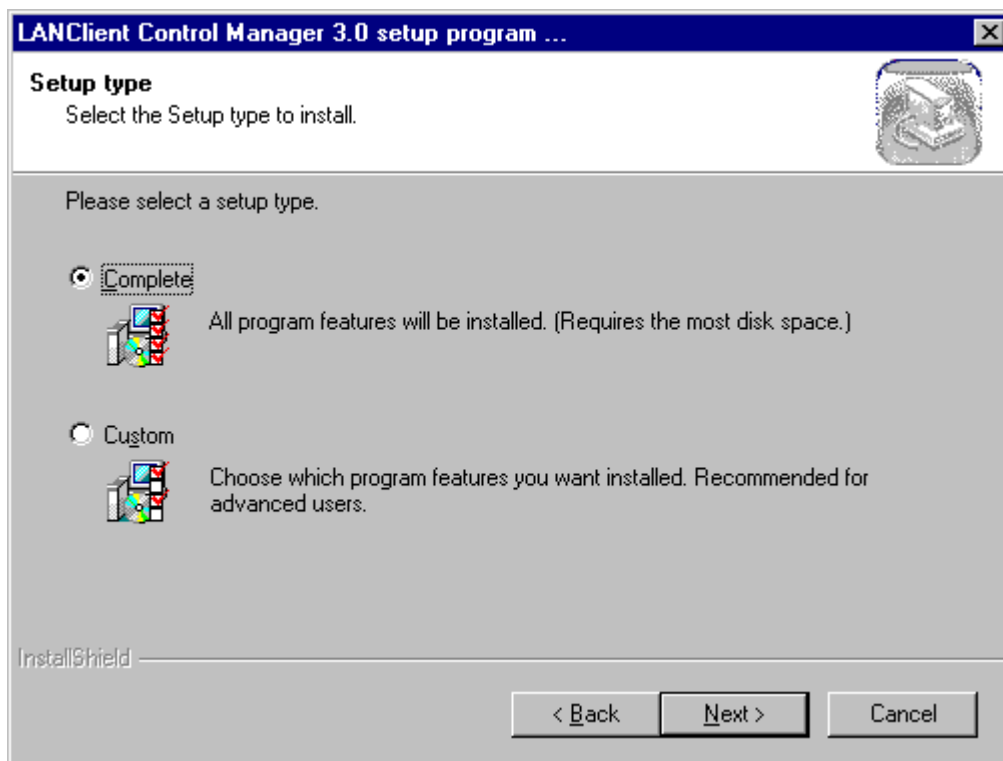 LANClient Control Manager 3.0 setup program ...
Setup type
Select the Setup type to install.
Please select a setup type.
Complete
All program features will be installed. (Requires the most disk space.)
Custom
Choose which program features you want installed. Recommended for
advanced users.
InstallShield
< Back
Next >
Cancel